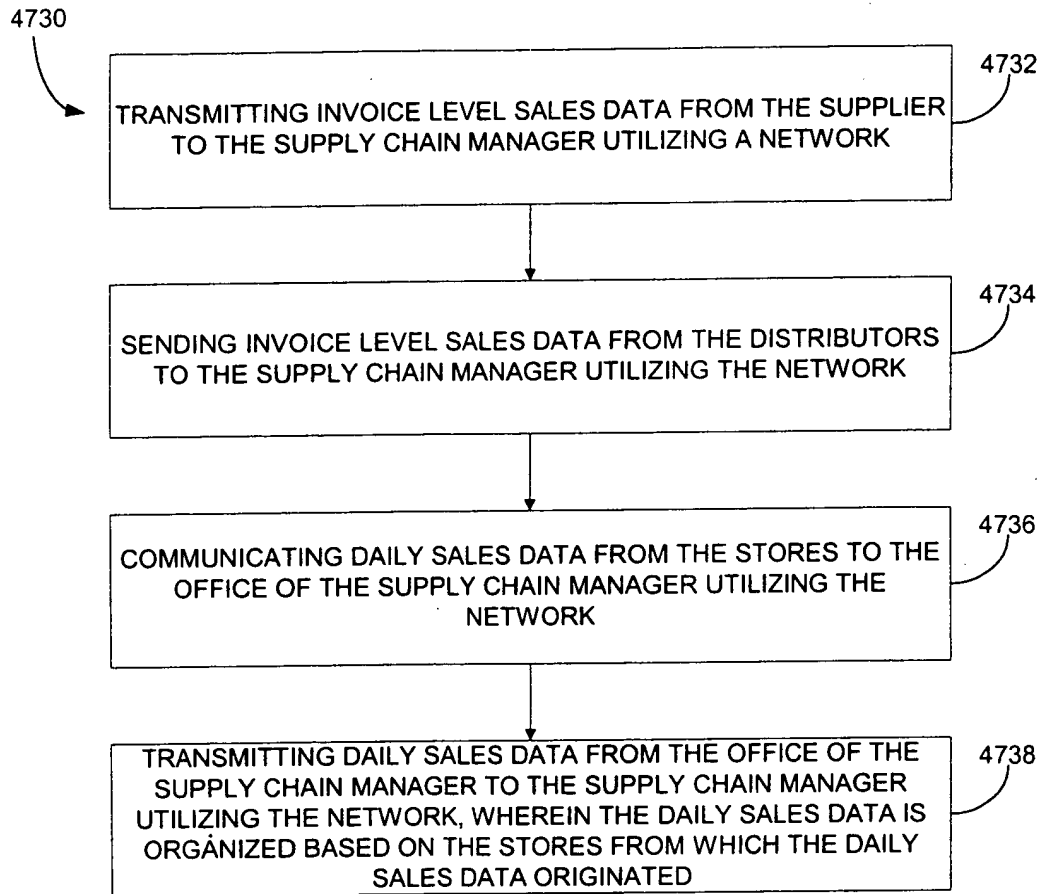 4730
4732
TRANSMITTING INVOICE LEVEL SALES DATA FROM THE SUPPLIER
TO THE SUPPLY CHAIN MANAGER UTILIZING A NETWORK
4734
SENDING INVOICE LEVEL SALES DATA FROM THE DISTRIBUTORS
TO THE SUPPLY CHAIN MANAGER UTILIZING THE NETWORK
4736
COMMUNICATING DAILY SALES DATA FROM THE STORES TO THE
OFFICE OF THE SUPPLY CHAIN MANAGER UTILIZING THE
NETWORK
4738
TRANSMITTING DAILY SALES DATA FROM THE OFFICE OF THE
SUPPLY CHAIN MANAGER TO THE SUPPLY CHAIN MANAGER
UTILIZING THE NETWORK, WHEREIN THE DAILY SALES DATA IS
ORGANIZED BASED ON THE STORES FROM WHICH THE DAILY
SALES DATA ORIGINATED